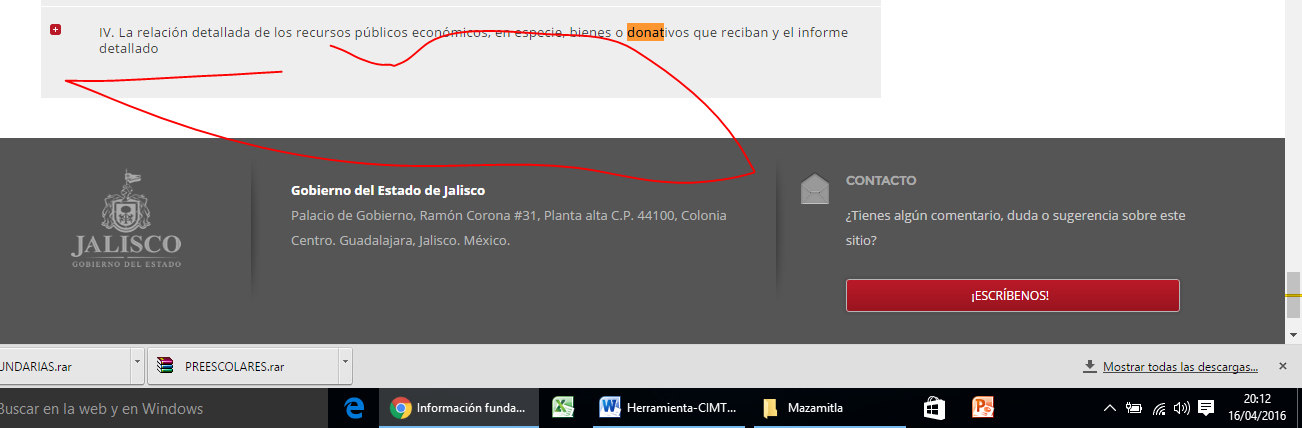 IV. La relación detallada de los recursos públicos económicos, en especie, bienes o donativos que reciban y el informe
detallado
JALISCO
GOBIERNO DEL ESTADO
Gobierno del Estado de Jalisco
Palacio de Gobierno, Ramón Corona #31, Planta alta C.P. 44100, Colonia
Centro. Guadalajara, Jalisco. México.
CONTACTO
¿Tienes algún comentario, duda o sugerencia sobre este
sitio?
¡ESCRÍBENOS!
UNDARIAS.rar
PREESCOLARES.rar
Mostrar todas las descargas...
Buscar en la web y en Windows
Información funda...
Herramienta-CIMT...
Mazamitla
20:12
16/04/2016